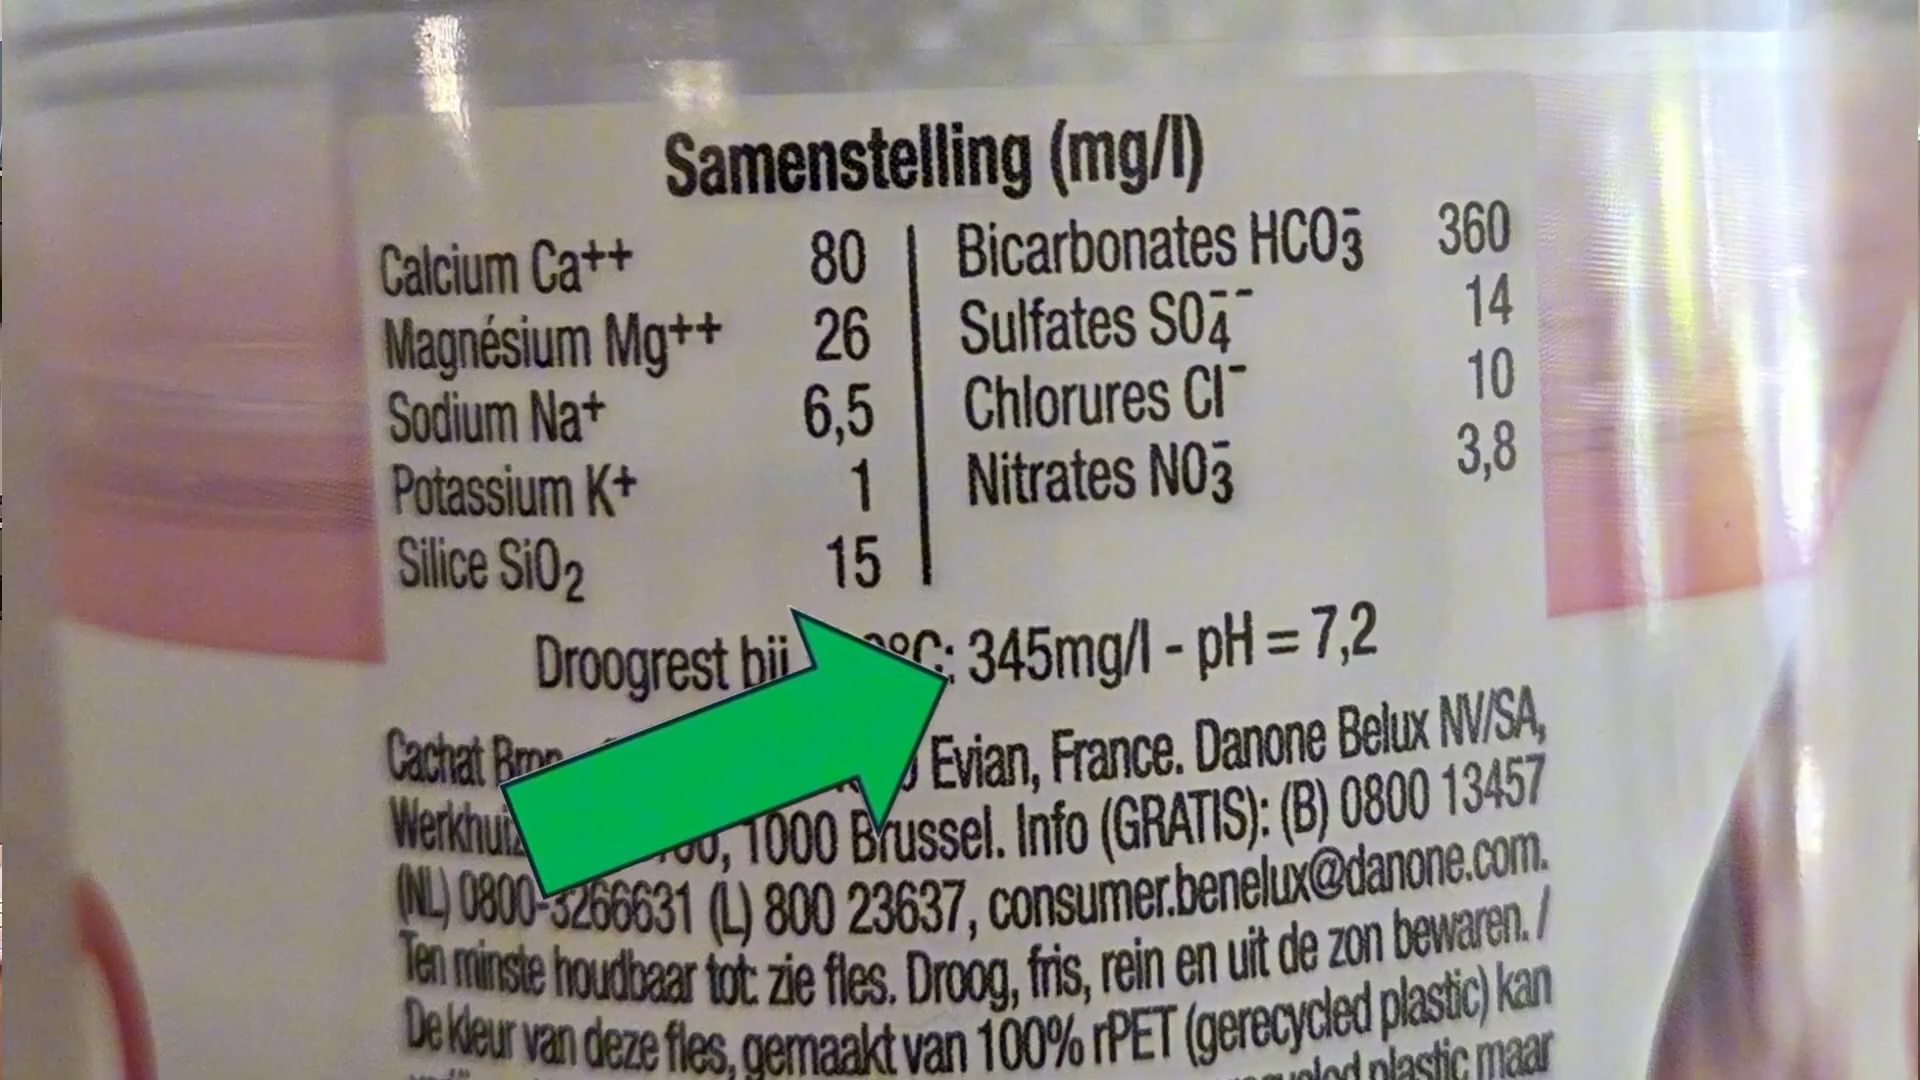 Samenstelling (mg/l)
Calcium Ca++ 80
Magnésium Mg++ 26
Sodium Na+ 6,5
Potassium K+ 1
Silice SiO2 15
Bicarbonates HCO3- 360
Sulfates SO4-- 14
Chlorures Cl- 10
Nitrates NO3- 3,8
Droogrest bij °C: 345mg/l - pH = 7,2
Cachat Evian, France. Danone Belux NV/SA,
1000 Brussel. Info (GRATIS): (B) 0800 13457
(NL) 0800-3266631 (L) 800 23637, consumer.benelux@danone.com.
Ten minste houdbaar tot: zie fles. Droog, fris, rein en uit de zon bewaren. /
De kleur van deze fles, gemaakt van 100% rPET (gerecycled plastic) kan
plastic maar